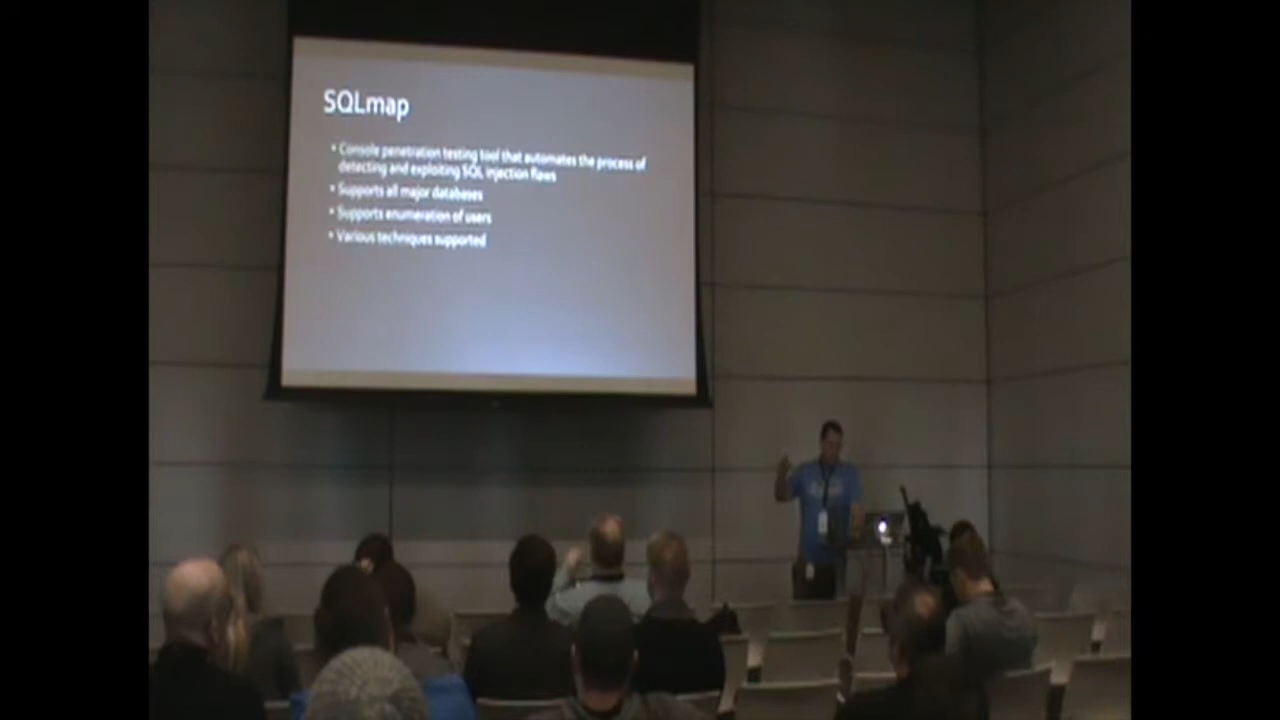 SQLmap
• Console penetration testing tool that automates the process of
detecting and exploiting SQL injection flaws
• Supports all major databases
• Supports enumeration of users
• Various techniques supported